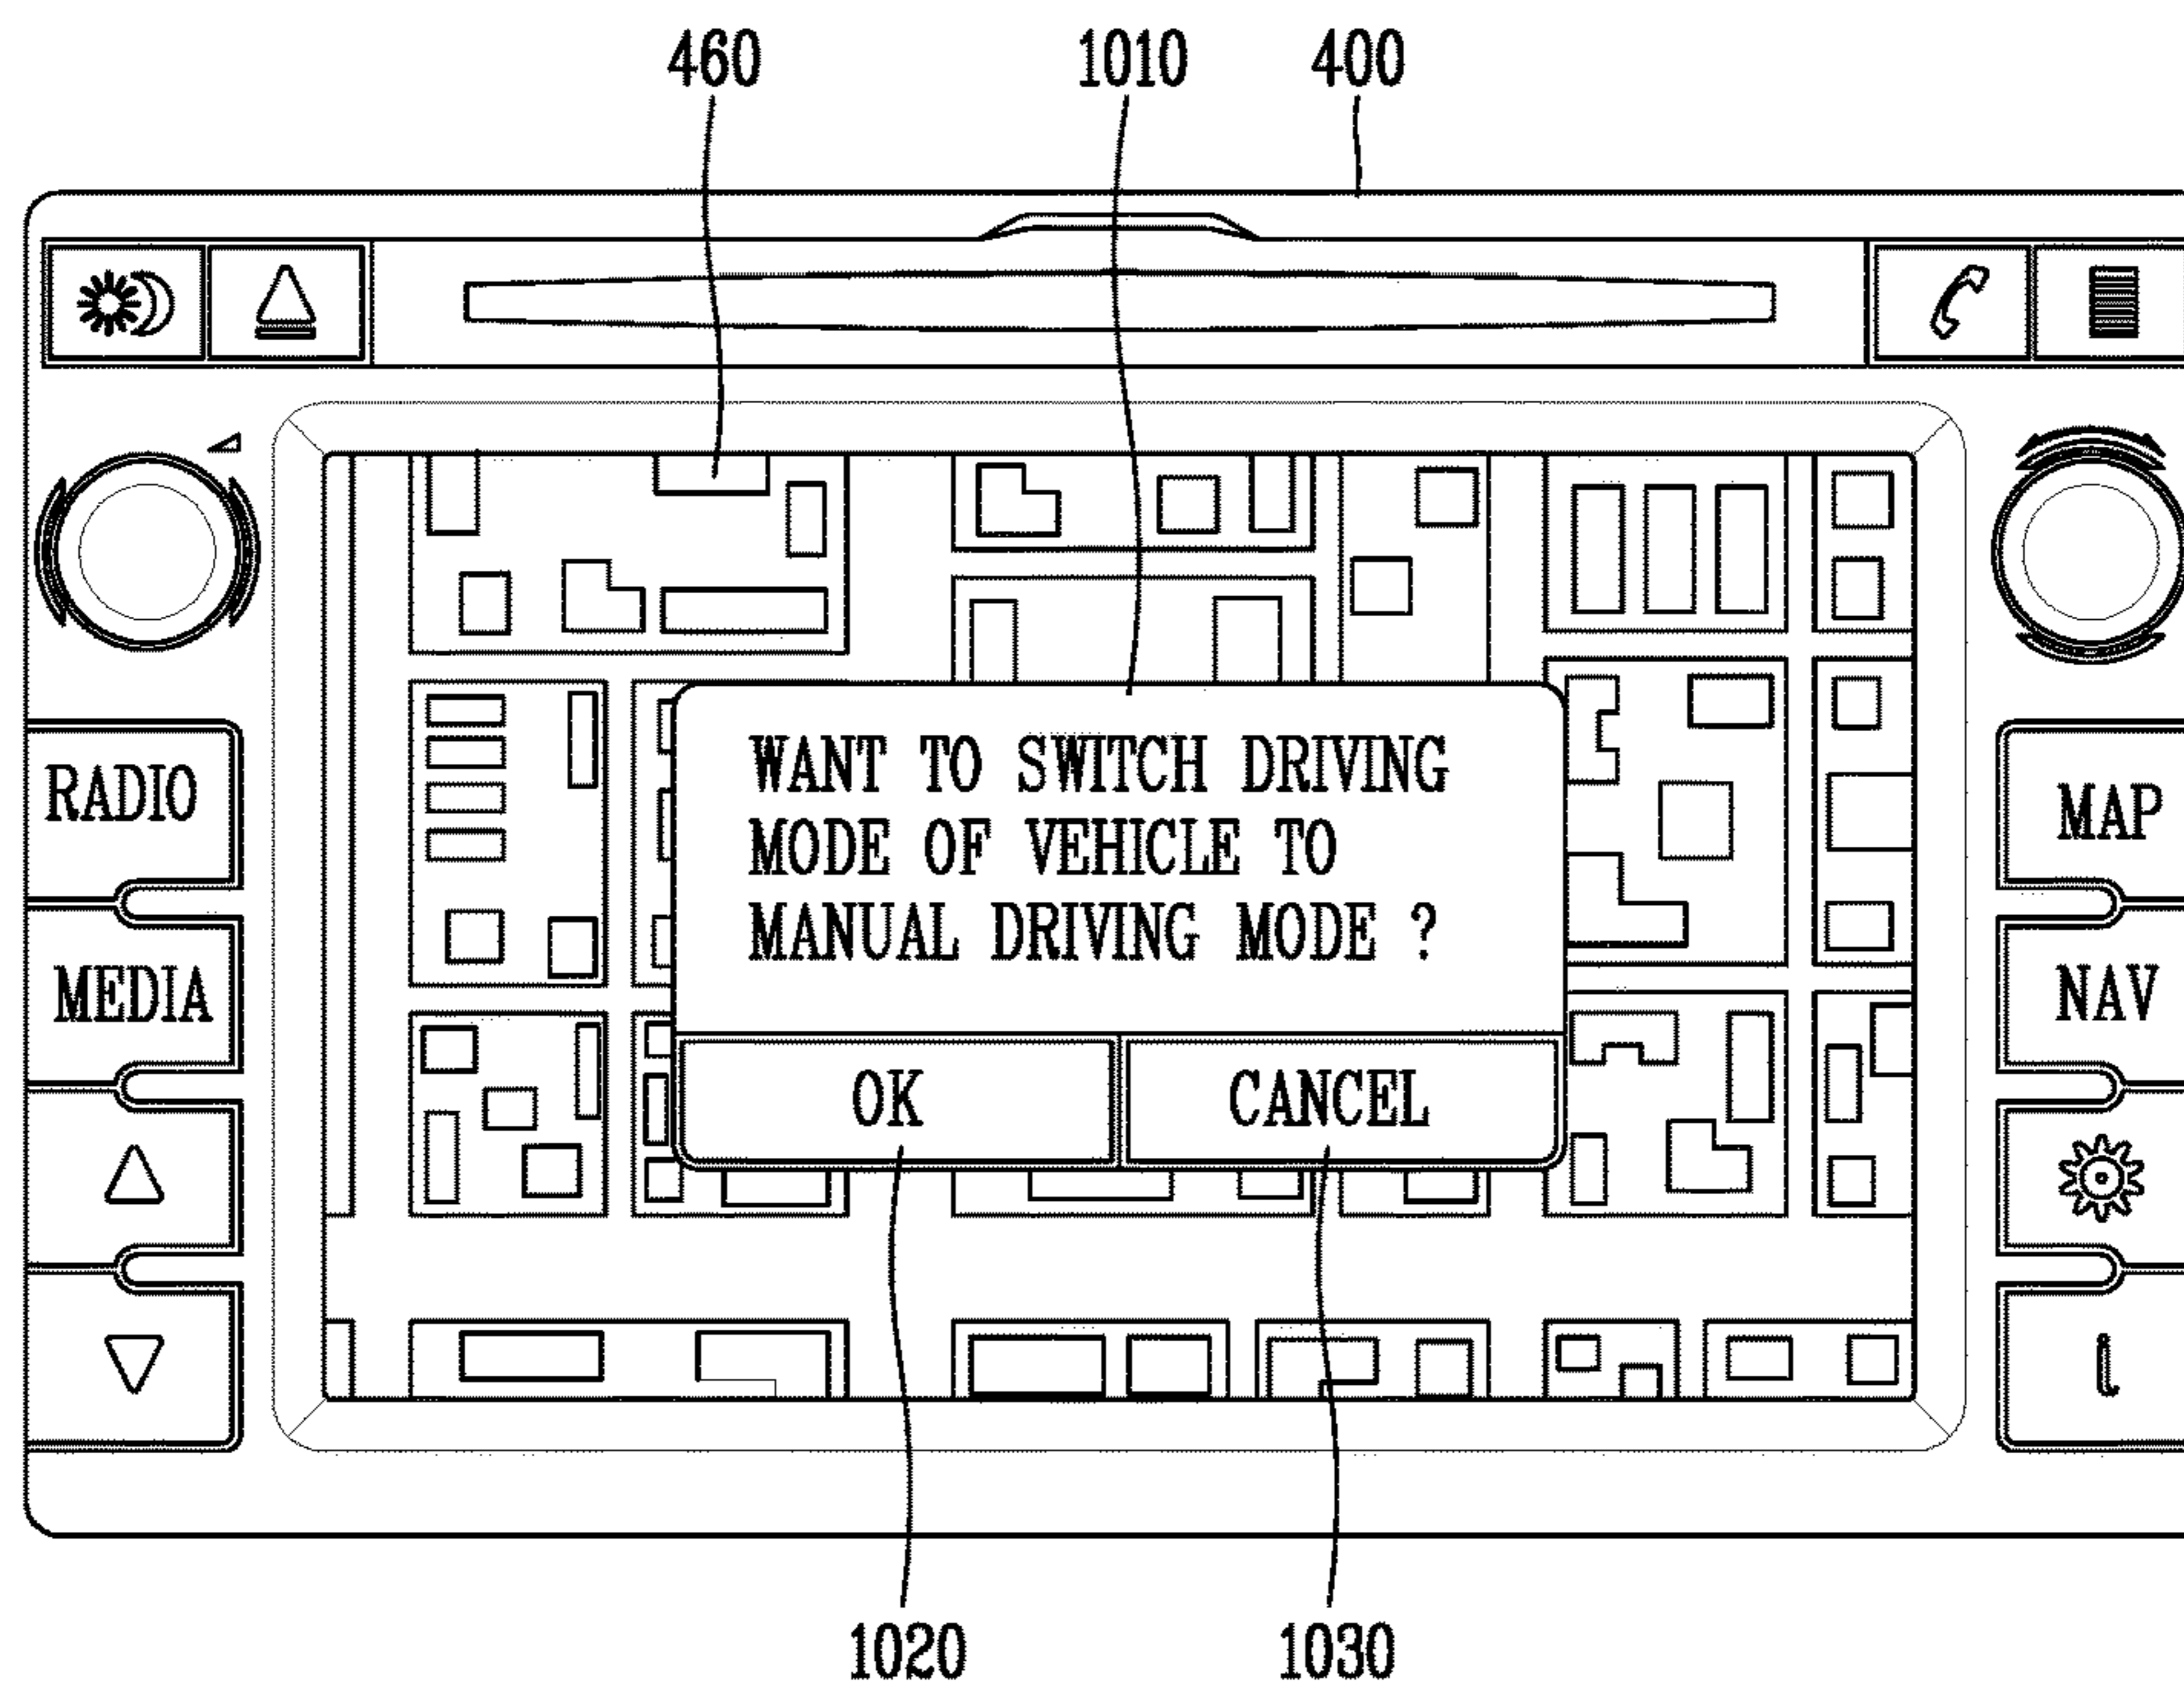 460 1010 400
RADIO
MEDIA
WANT TO SWITCH DRIVING
MODE OF VEHICLE TO
MANUAL DRIVING MODE ?
OK CANCEL
MAP
NAV
1020 1030